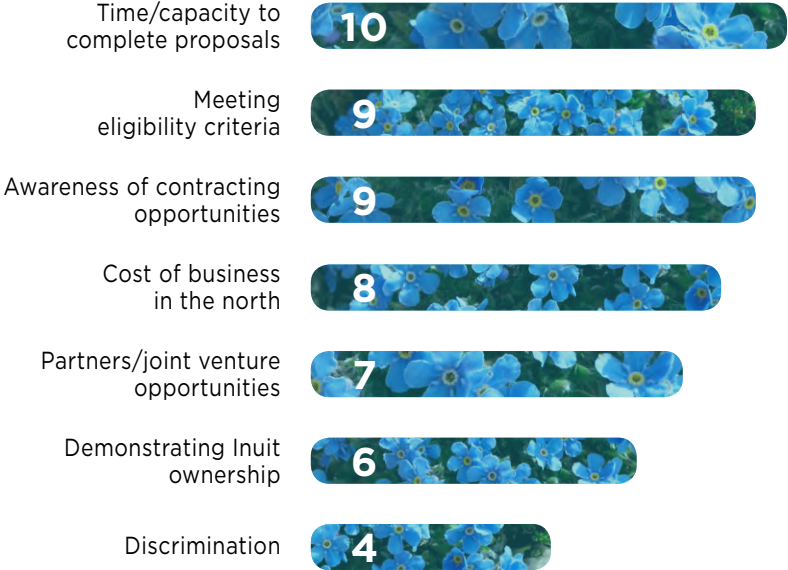 Time/capacity to
complete proposals
10
Meeting
eligibility criteria
9
Awareness of contracting
opportunities
9
Cost of business
in the north
8
Partners/joint venture
opportunities
7
Demonstrating Inuit
ownership
6
Discrimination
4